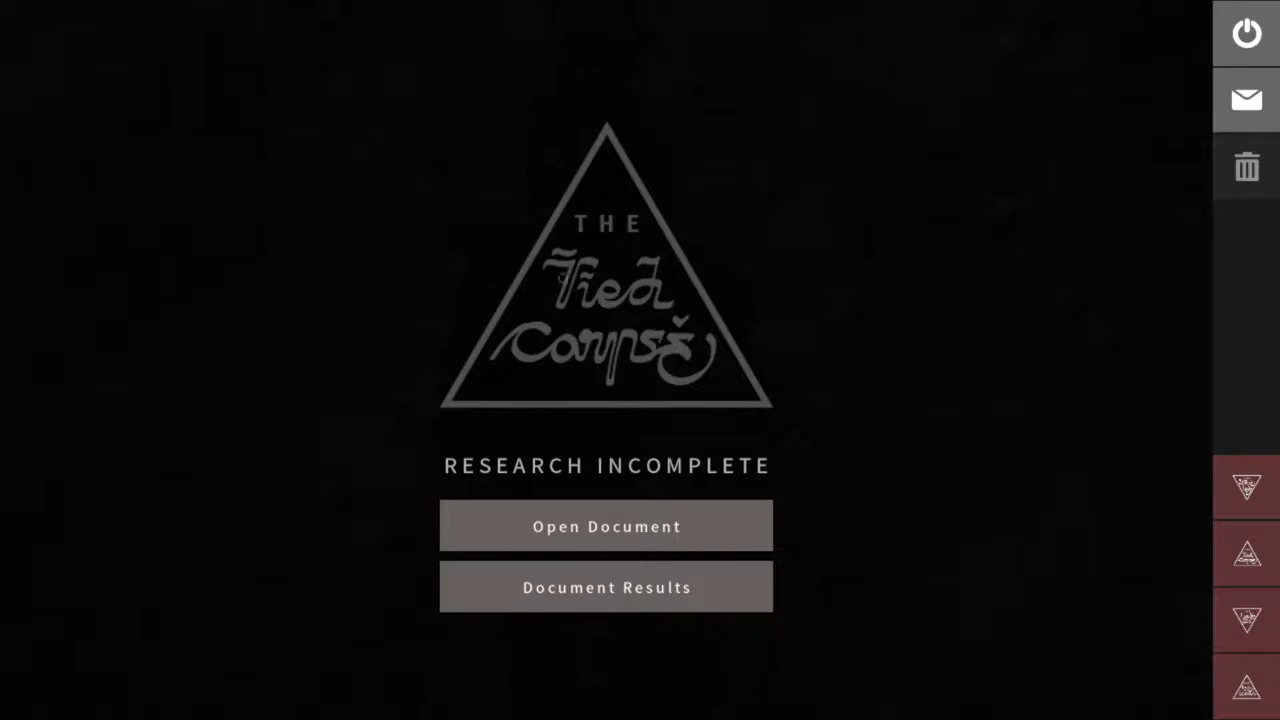 THE
Tied
Corpse
RESEARCH INCOMPLETE
Open Document
Document Results